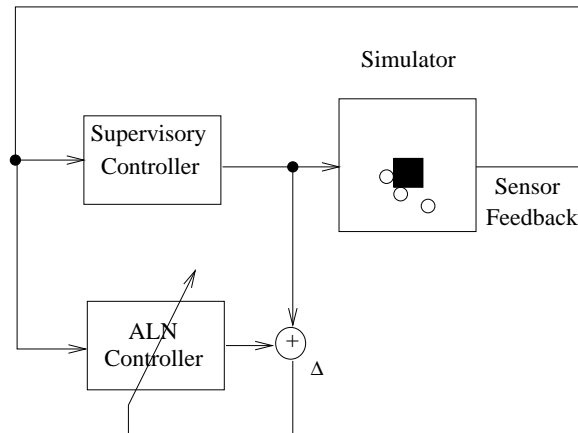 Simulator
Supervisory
Controller
Sensor
Feedback
ALN
Controller
+
Δ